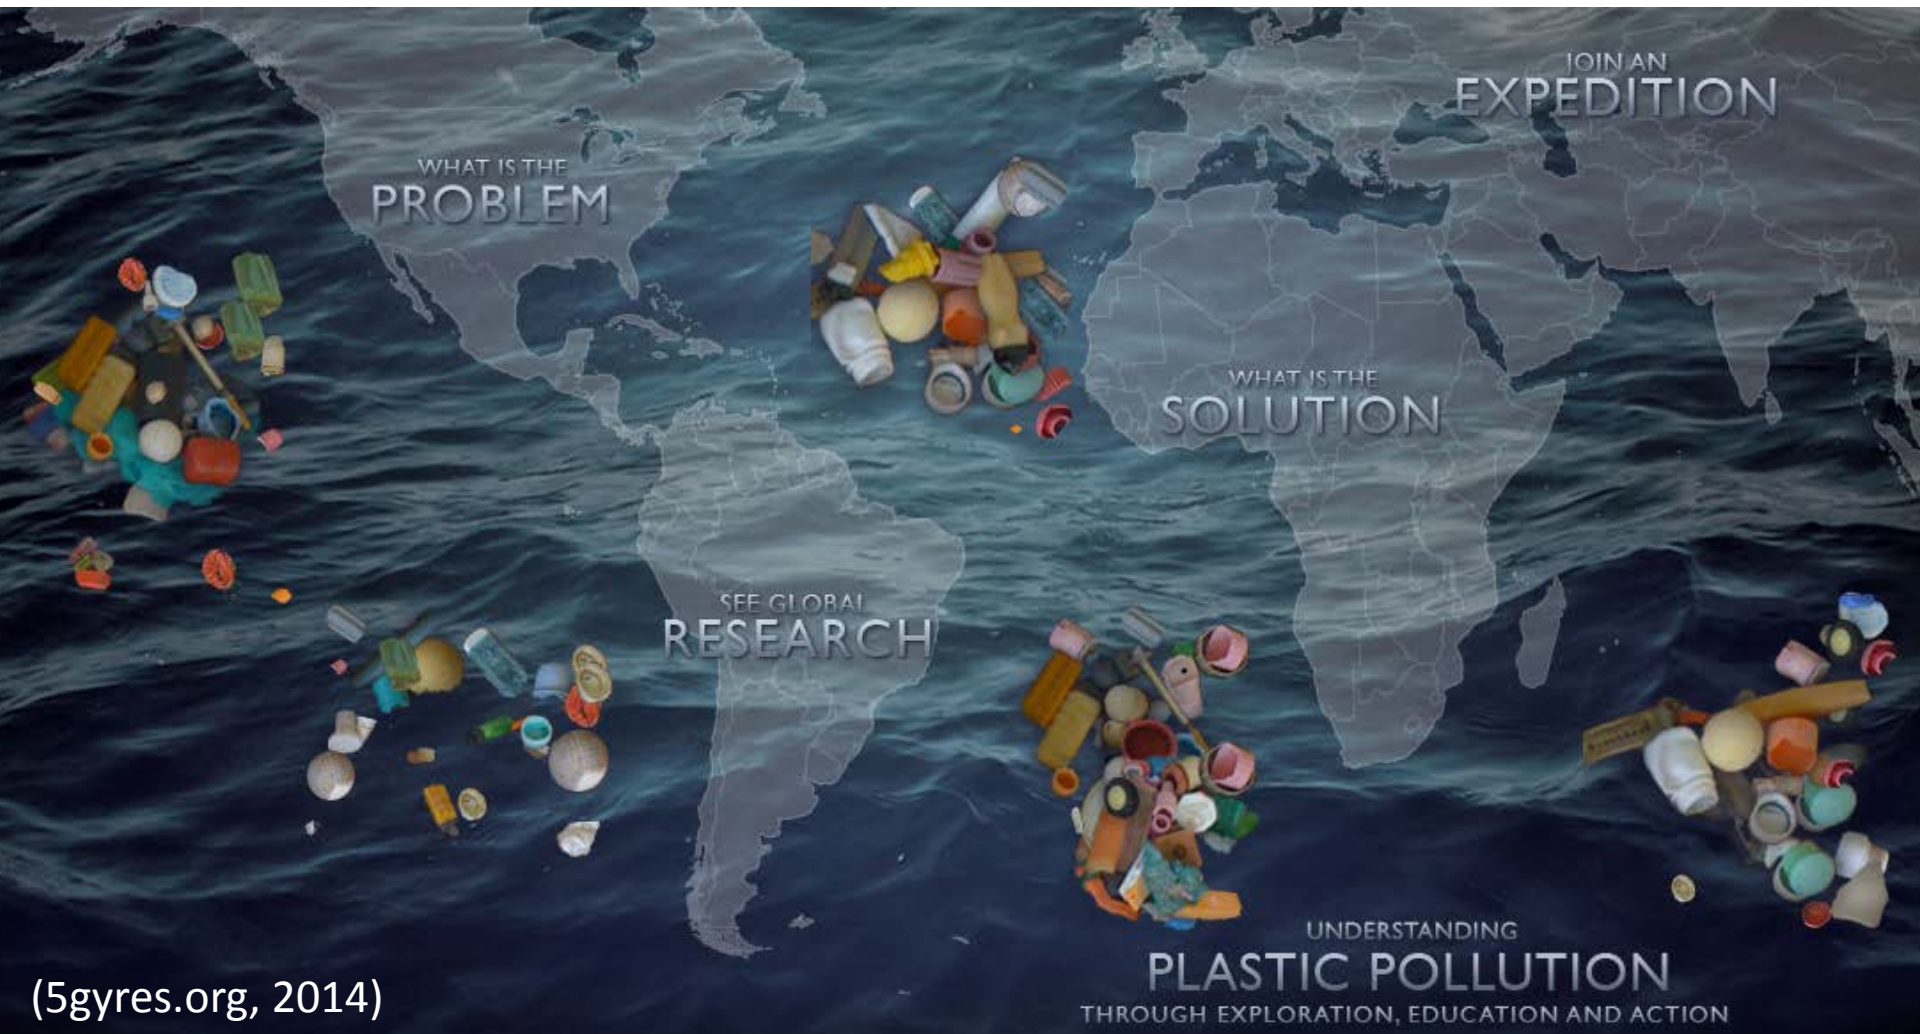 JOIN AN
EXPEDITION
WHAT IS THE
PROBLEM
WHAT IS THE
SOLUTION
SEE GLOBAL
RESEARCH
UNDERSTANDING
PLASTIC POLLUTION
THROUGH EXPLORATION, EDUCATION AND ACTION
(5gyres.org, 2014)